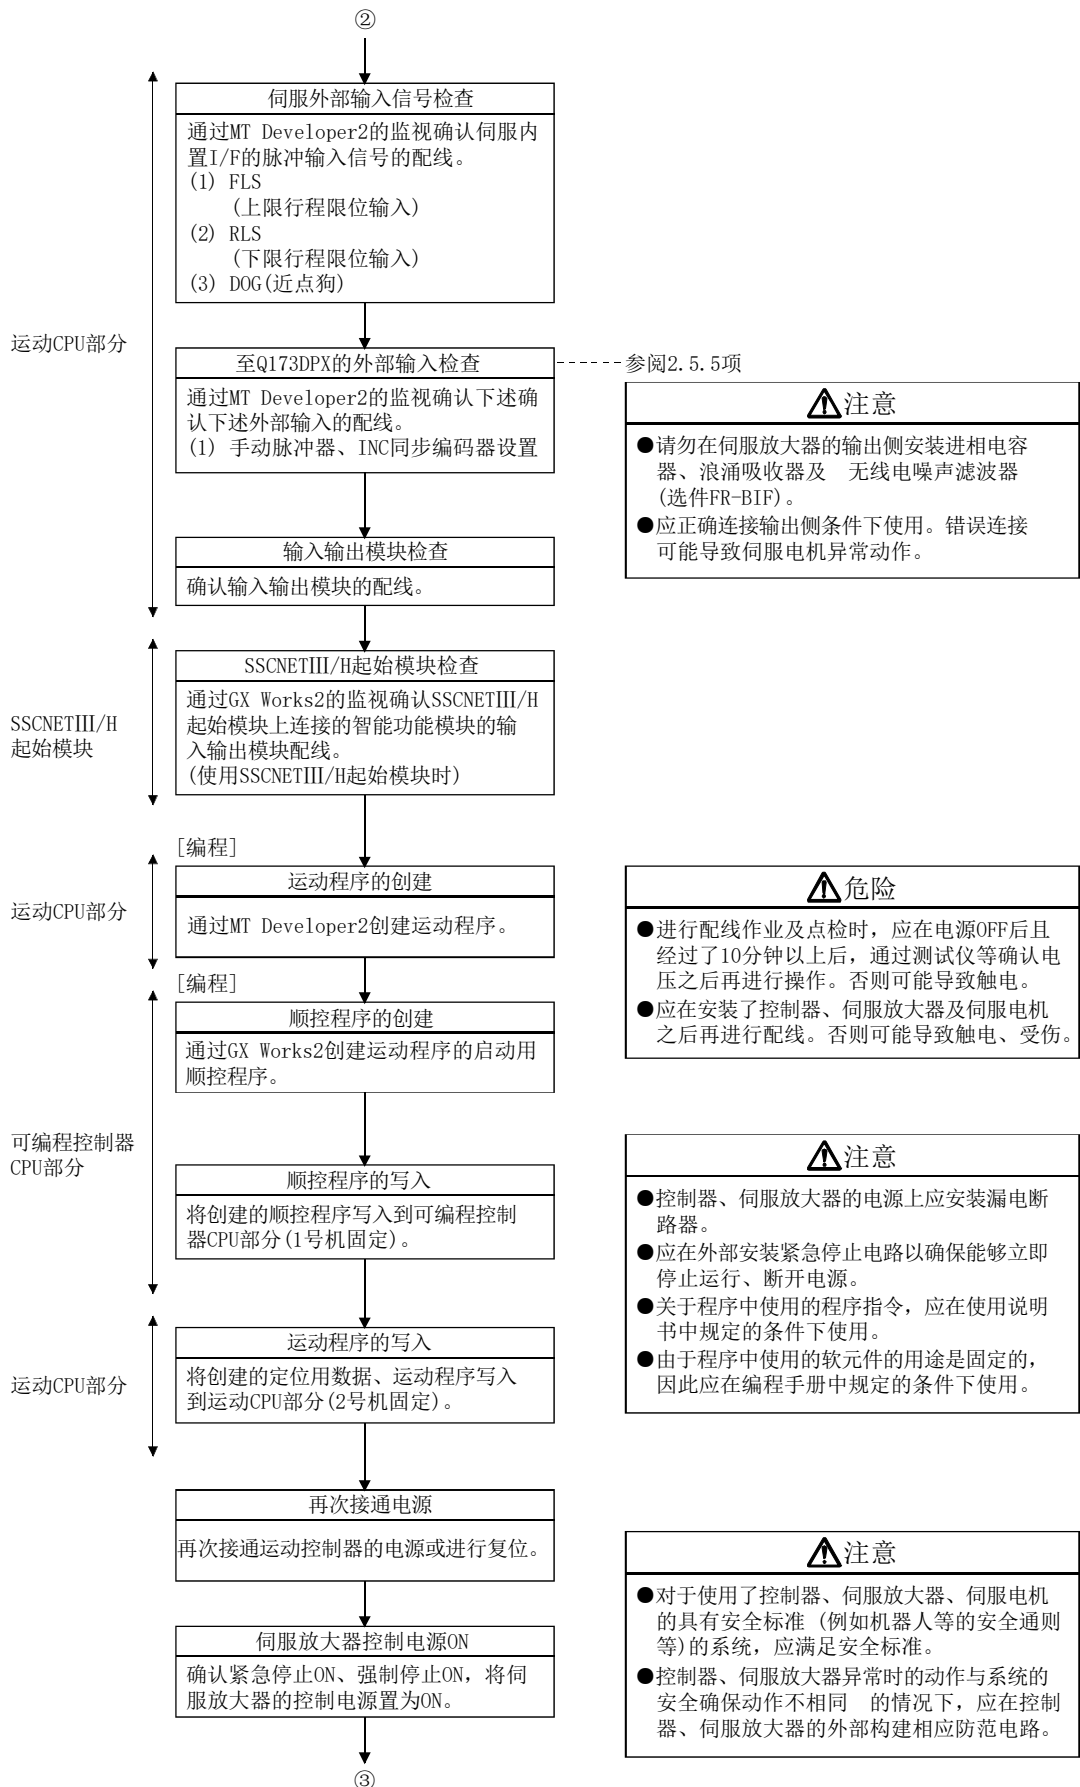 ②
伺服外部输入信号检查
通过MT Developer2的监视确认伺服内
置I/F的脉冲输入信号的配线。
(1) FLS
(上限行程限位输入)
(2) RLS
(下限行程限位输入)
(3) DOG(近点狗)
运动CPU部分
至Q173DPX的外部输入检查
参阅2.5.5项
通过MT Developer2的监视确认下述确
认下述外部输入的配线。
(1) 手动脉冲器、INC同步编码器设置
注意
●请勿在伺服放大器的输出侧安装进相电容
器、浪涌吸收器及 无线电噪声滤波器
(选件FR-BIF)。
●应正确连接输出侧条件下使用。错误连接
可能导致伺服电机异常动作。
输入输出模块检查
确认输入输出模块的配线。
SSCNETⅢ/H
起始模块
SSCNETⅢ/H起始模块检查
通过GX Works2的监视确认SSCNETⅢ/H
起始模块上连接的智能功能模块的输
入输出模块配线。
(使用SSCNETⅢ/H起始模块时)
[编程]
运动CPU部分
运动程序的创建
通过MT Developer2创建运动程序。
危险
●进行配线作业及点检时，应在电源OFF后且
经过了10分钟以上后，通过测试仪等确认电
压之后再进行操作。否则可能导致触电。
●应在安装了控制器、伺服放大器及伺服电机
之后再进行配线。否则可能导致触电、受伤。
[编程]
顺控程序的创建
通过GX Works2创建运动程序的启动用
顺控程序。
可编程控制器
CPU部分
顺控程序的写入
将创建的顺控程序写入到可编程控制
器CPU部分(1号机固定)。
注意
●控制器、伺服放大器的电源上应安装漏电断
路器。
●应在外部安装紧急停止电路以确保能够立即
停止运行、断开电源。
●关于程序中使用的程序指令，应在使用说明
书中规定的条件下使用。
●由于程序中使用的软元件的用途是固定的，
因此应在编程手册中规定的条件下使用。
运动CPU部分
运动程序的写入
将创建的定位用数据、运动程序写入
到运动CPU部分(2号机固定)。
再次接通电源
再次接通运动控制器的电源或进行复位。
注意
●对于使用了控制器、伺服放大器、伺服电机
的具有安全标准 (例如机器人等的安全通则
等)的系统，应满足安全标准。
●控制器、伺服放大器异常时的动作与系统的
安全确保动作不相同 的情况下，应在控制
器、伺服放大器的外部构建相应防范电路。
伺服放大器控制电源ON
确认紧急停止ON、强制停止ON，将伺
服放大器的控制电源置为ON。
③